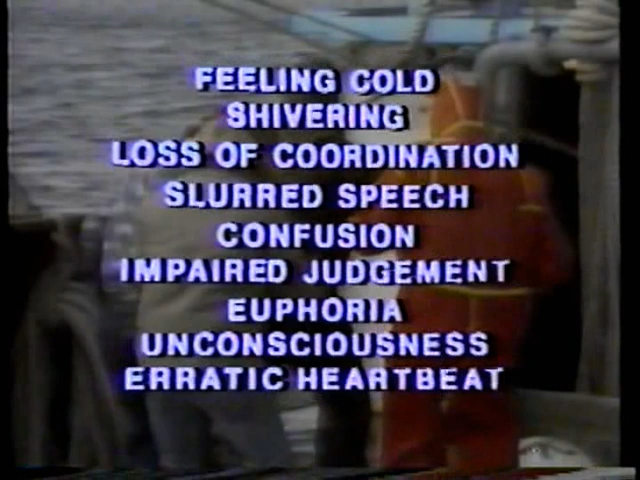 FEELING COLD
SHIVERING
LOSS OF COORDINATION
SLURRED SPEECH
CONFUSION
IMPAIRED JUDGEMENT
EUPHORIA
UNCONSCIOUSNESS
ERRATIC HEARTBEAT